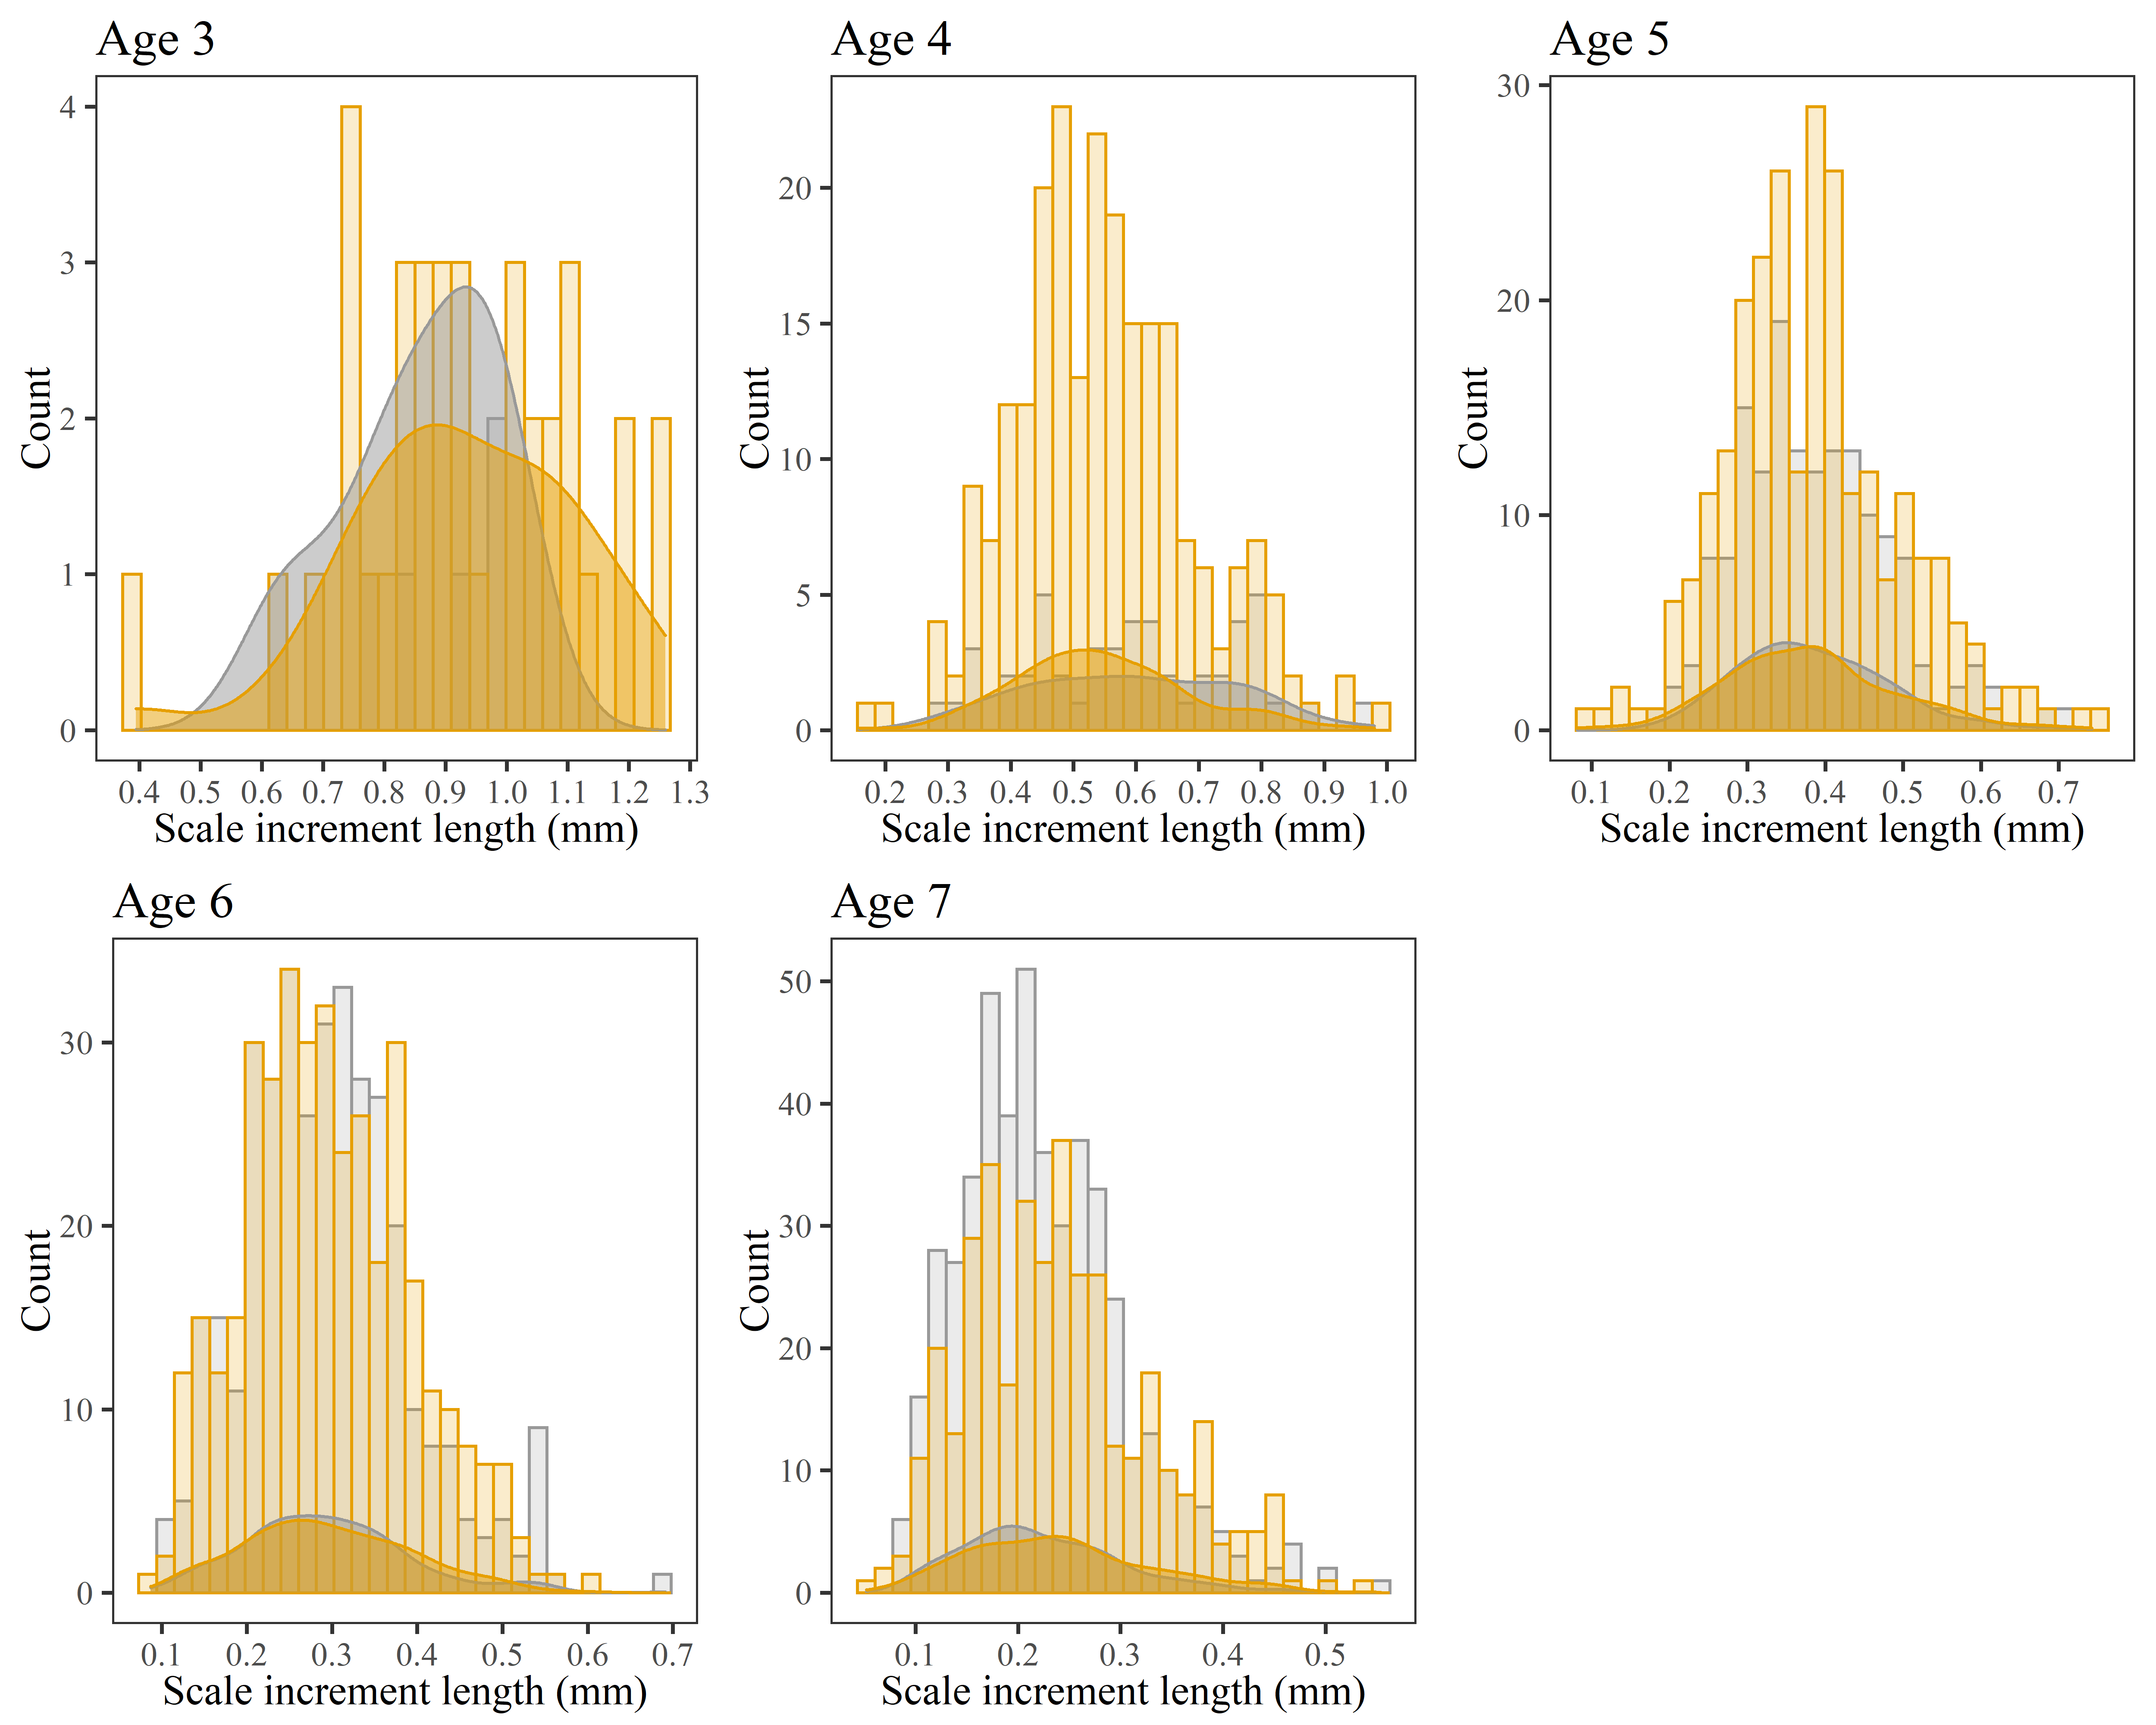 Age 3
4
3
2
1
0
Count
0.4 0.5 0.6 0.7 0.8 0.9 1.0 1.1 1.2 1.3
Scale increment length (mm)
Age 4
20
15
10
5
0
Count
0.2 0.3 0.4 0.5 0.6 0.7 0.8 0.9 1.0
Scale increment length (mm)
Age 5
30
20
10
0
Count
0.1 0.2 0.3 0.4 0.5 0.6 0.7
Scale increment length (mm)
Age 6
30
20
10
0
Count
0.1 0.2 0.3 0.4 0.5 0.6 0.7
Scale increment length (mm)
Age 7
50
40
30
20
10
0
Count
0.1 0.2 0.3 0.4 0.5
Scale increment length (mm)